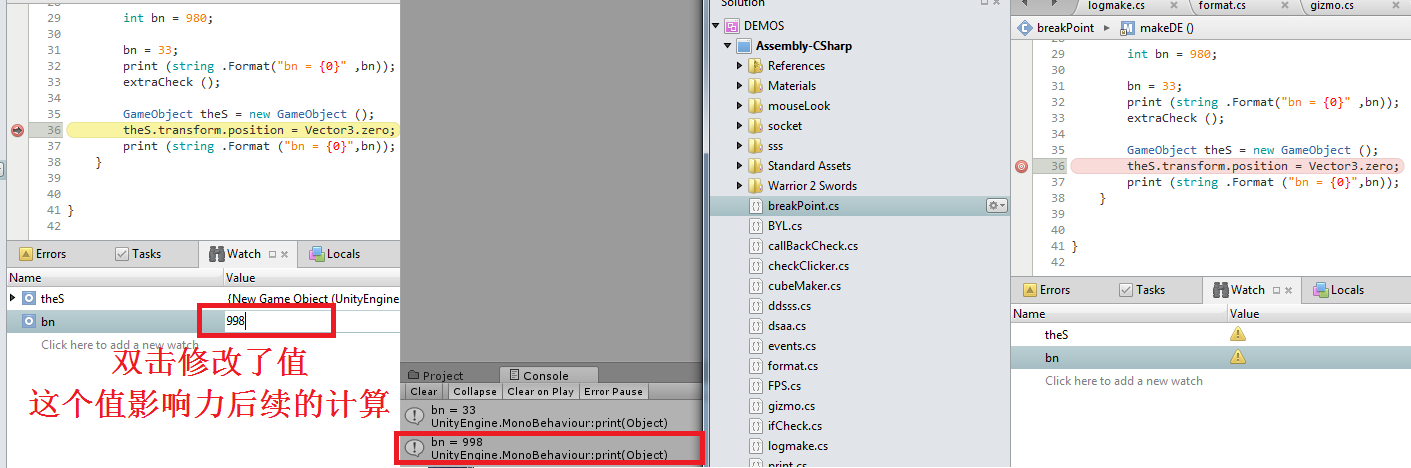 29
int bn = 980;
30
31
bn = 33;
32
print (string .Format("bn = {0}" ,bn));
33
extraCheck ();
34
35
GameObject theS = new GameObject ();
36
theS.transform.position = Vector3.zero;
37
print (string .Format ("bn = {0}",bn));
38
}
39
40
41
}
42
Errors
Tasks
Watch
Locals
Name
Value
theS
{New Game Object (UnityEngine
bn
998
Click here to add a new watch
双击修改了值
这个值影响力后续的计算
Project
Console
Clear
Collapse
Clear on Play
Error Pause
bn = 33
UnityEngine.MonoBehaviour:print(Object)
bn = 998
UnityEngine.MonoBehaviour:print(Object)
Solution
DEMOS
Assembly-CSharp
References
Materials
mouseLook
socket
sss
Standard Assets
Warrior 2 Swords
breakPoint.cs
BYL.cs
callBackCheck.cs
checkClicker.cs
cubeMaker.cs
ddsss.cs
dsaa.cs
events.cs
format.cs
FPS.cs
gizmo.cs
ifCheck.cs
logmake.cs
logmake.cs
format.cs
gizmo.cs
breakPoint
makeDE ()
29
int bn = 980;
30
31
bn = 33;
32
print (string .Format("bn = {0}" ,bn));
33
extraCheck ();
34
35
GameObject theS = new GameObject ();
36
theS.transform.position = Vector3.zero;
37
print (string .Format ("bn = {0}",bn));
38
}
39
40
41
}
42
Errors
Tasks
Watch
Locals
Name
Value
theS
bn
Click here to add a new watch